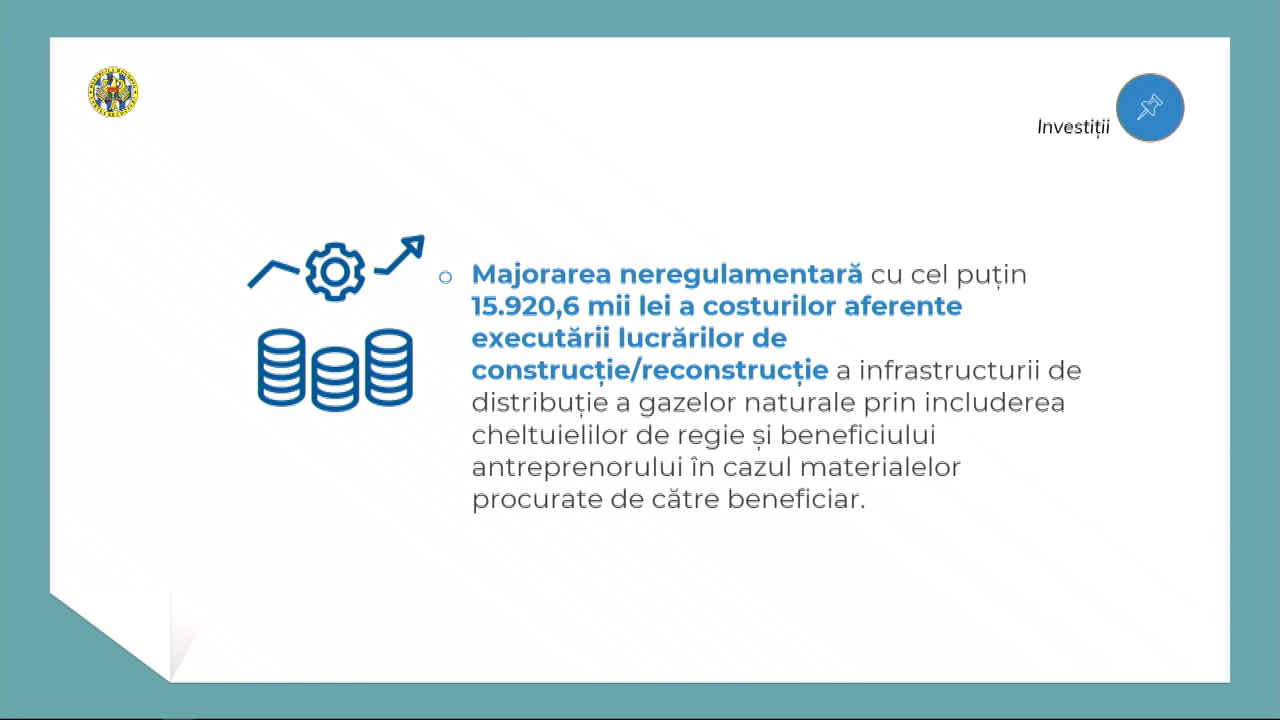 Investiții
Majorarea neregulamentară cu cel puțin
15.920,6 mii lei a costurilor aferente
executării lucrărilor de
construcție/reconstrucție a infrastructurii de
distribuție a gazelor naturale prin includerea
cheltuielilor de regie și beneficiului
antreprenorului în cazul materialelor
procurate de către beneficiar.